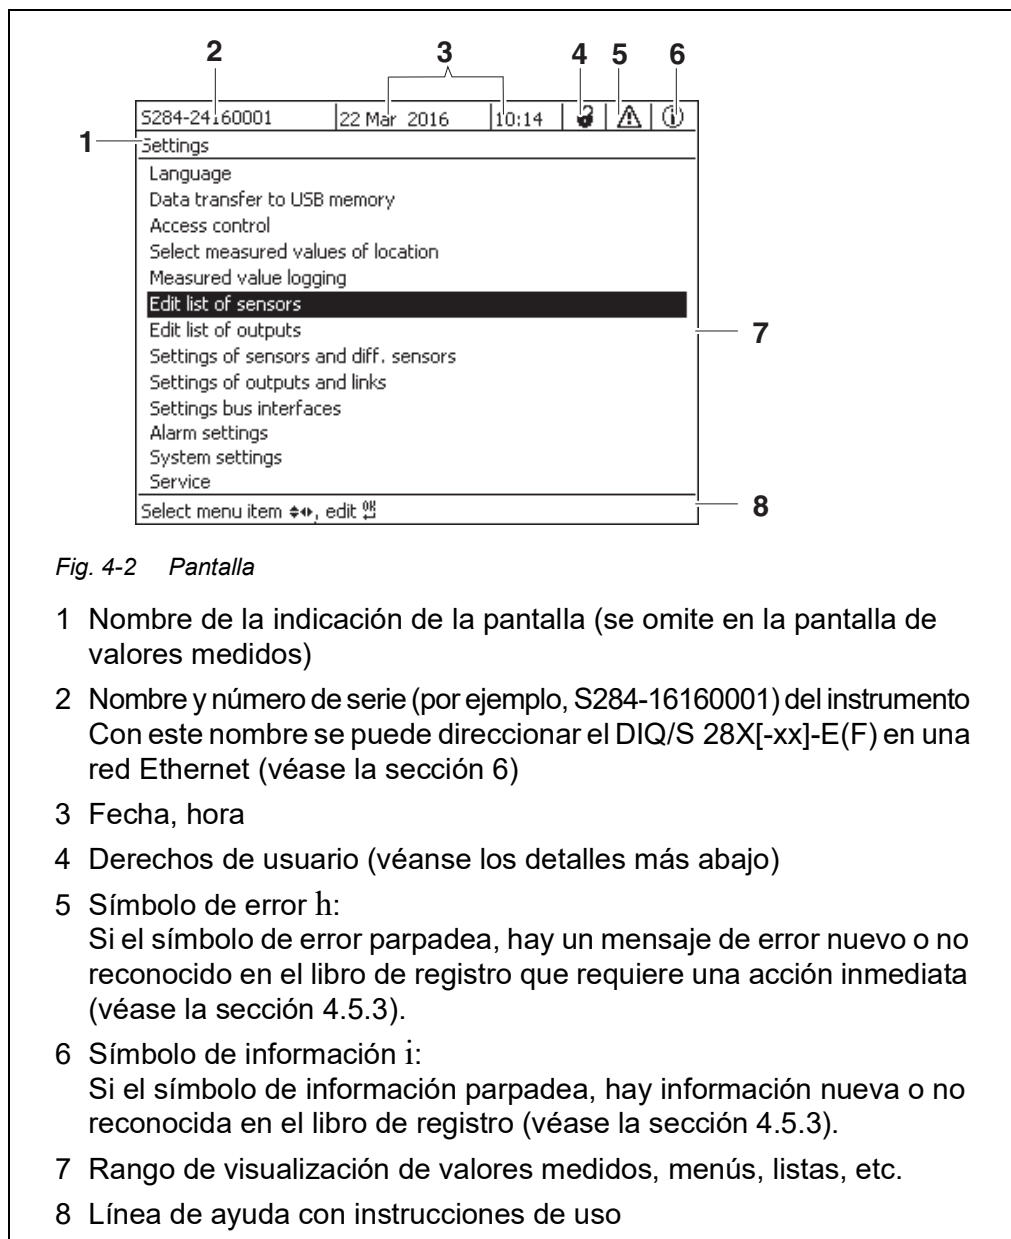 2 3 4 5 6
S284-24160001 22 Mar 2016 10:14
1 Settings
Language
Data transfer to USB memory
Access control
Select measured values of location
Measured value logging
Edit list of sensors
Edit list of outputs 7
Settings of sensors and diff. sensors
Settings of outputs and links
Settings bus interfaces
Alarm settings
System settings
Service
Select menu item, edit OK 8
Fig. 4-2 Pantalla
1 Nombre de la indicación de la pantalla (se omite en la pantalla de
valores medidos)
2 Nombre y número de serie (por ejemplo, S284-16160001) del instrumento
Con este nombre se puede direccionar el DIQ/S 28X[-xx]-E(F) en una
red Ethernet (véase la sección 6)
3 Fecha, hora
4 Derechos de usuario (véanse los detalles más abajo)
5 Símbolo de error h:
Si el símbolo de error parpadea, hay un mensaje de error nuevo o no
reconocido en el libro de registro que requiere una acción inmediata
(véase la sección 4.5.3).
6 Símbolo de información i:
Si el símbolo de información parpadea, hay información nueva o no
reconocida en el libro de registro (véase la sección 4.5.3).
7 Rango de visualización de valores medidos, menús, listas, etc.
8 Línea de ayuda con instrucciones de uso